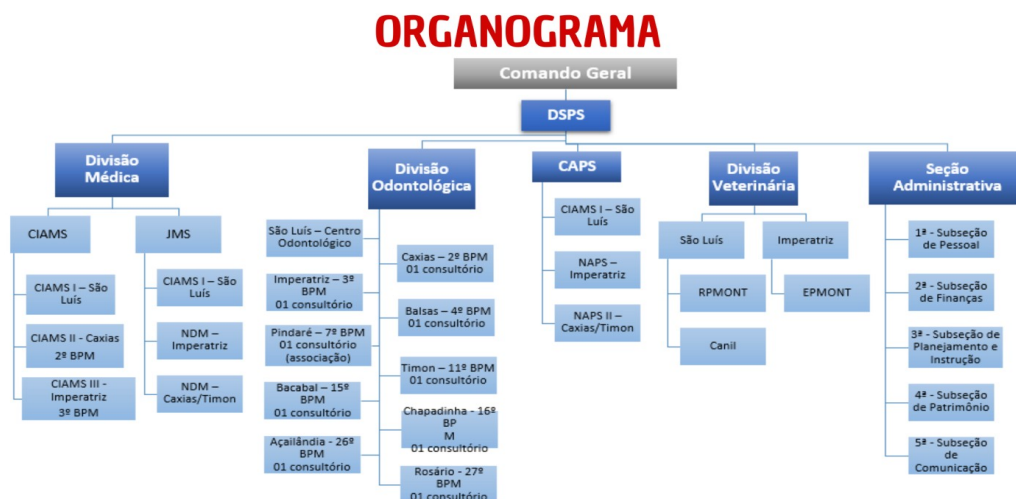 ORGANOGRAMA
Comando Geral
DSPS
Divisão
Médica
CIAMS
CIAMS I – São
Luís
CIAMS II - Caxias
2º BPM
CIAMS III -
Imperatriz
3º BPM
JMS
CIAMS I – São
Luís
NDM –
Imperatriz
NDM –
Caxias/Timon
Divisão
Odontológica
São Luís – Centro
Odontológico
Caxias – 2º BPM
01 consultório
Imperatriz – 3º
BPM
01 consultório
Balsas – 4º BPM
01 consultório
Pindaré – 7º BPM
01 consultório
(associação)
Timon – 11º BPM
01 consultório
Bacabal – 15º
BPM
01 consultório
Chapadinha - 16º
BP
M
01 consultório
Açailândia - 26º
BPM
01 consultório
Rosário - 27º
BPM
01 consultório
CAPS
CIAMS I – São
Luís
NAPS –
Imperatriz
NAPS II –
Caxias/Timon
Divisão
Veterinária
São Luís
RPMONT
Canil
Imperatriz
EPMONT
Seção
Administrativa
1ª - Subseção
de Pessoal
2ª - Subseção
de Finanças
3ª - Subseção
de Planejamento e
Instrução
4ª - Subseção
de Patrimônio
5ª - Subseção
de
Comunicação